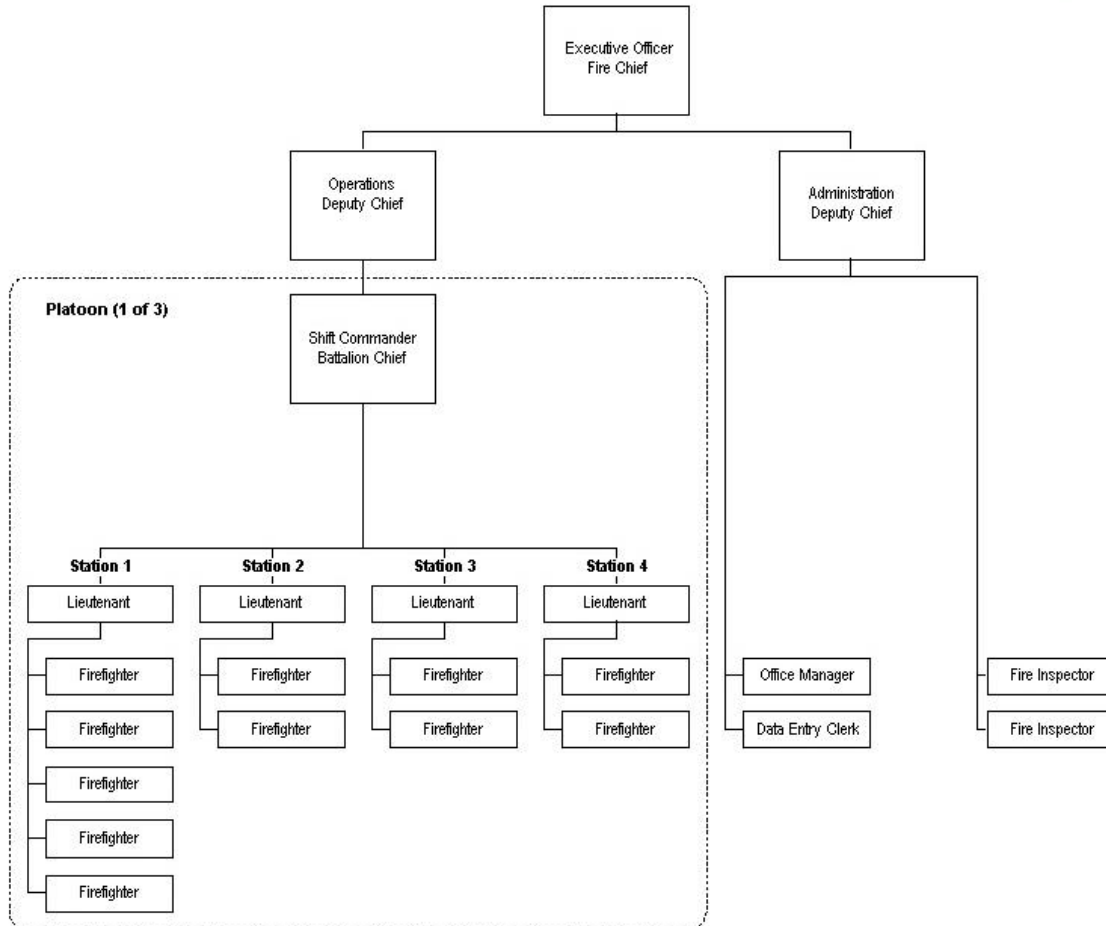 Executive Officer
Fire Chief
Operations
Deputy Chief
Administration
Deputy Chief
Platoon (1 of 3)
Shift Commander
Battalion Chief
Station 1
Station 2
Station 3
Station 4
Lieutenant
Lieutenant
Lieutenant
Lieutenant
Firefighter
Firefighter
Firefighter
Firefighter
Office Manager
Fire Inspector
Firefighter
Firefighter
Firefighter
Firefighter
Data Entry Clerk
Fire Inspector
Firefighter
Firefighter
Firefighter